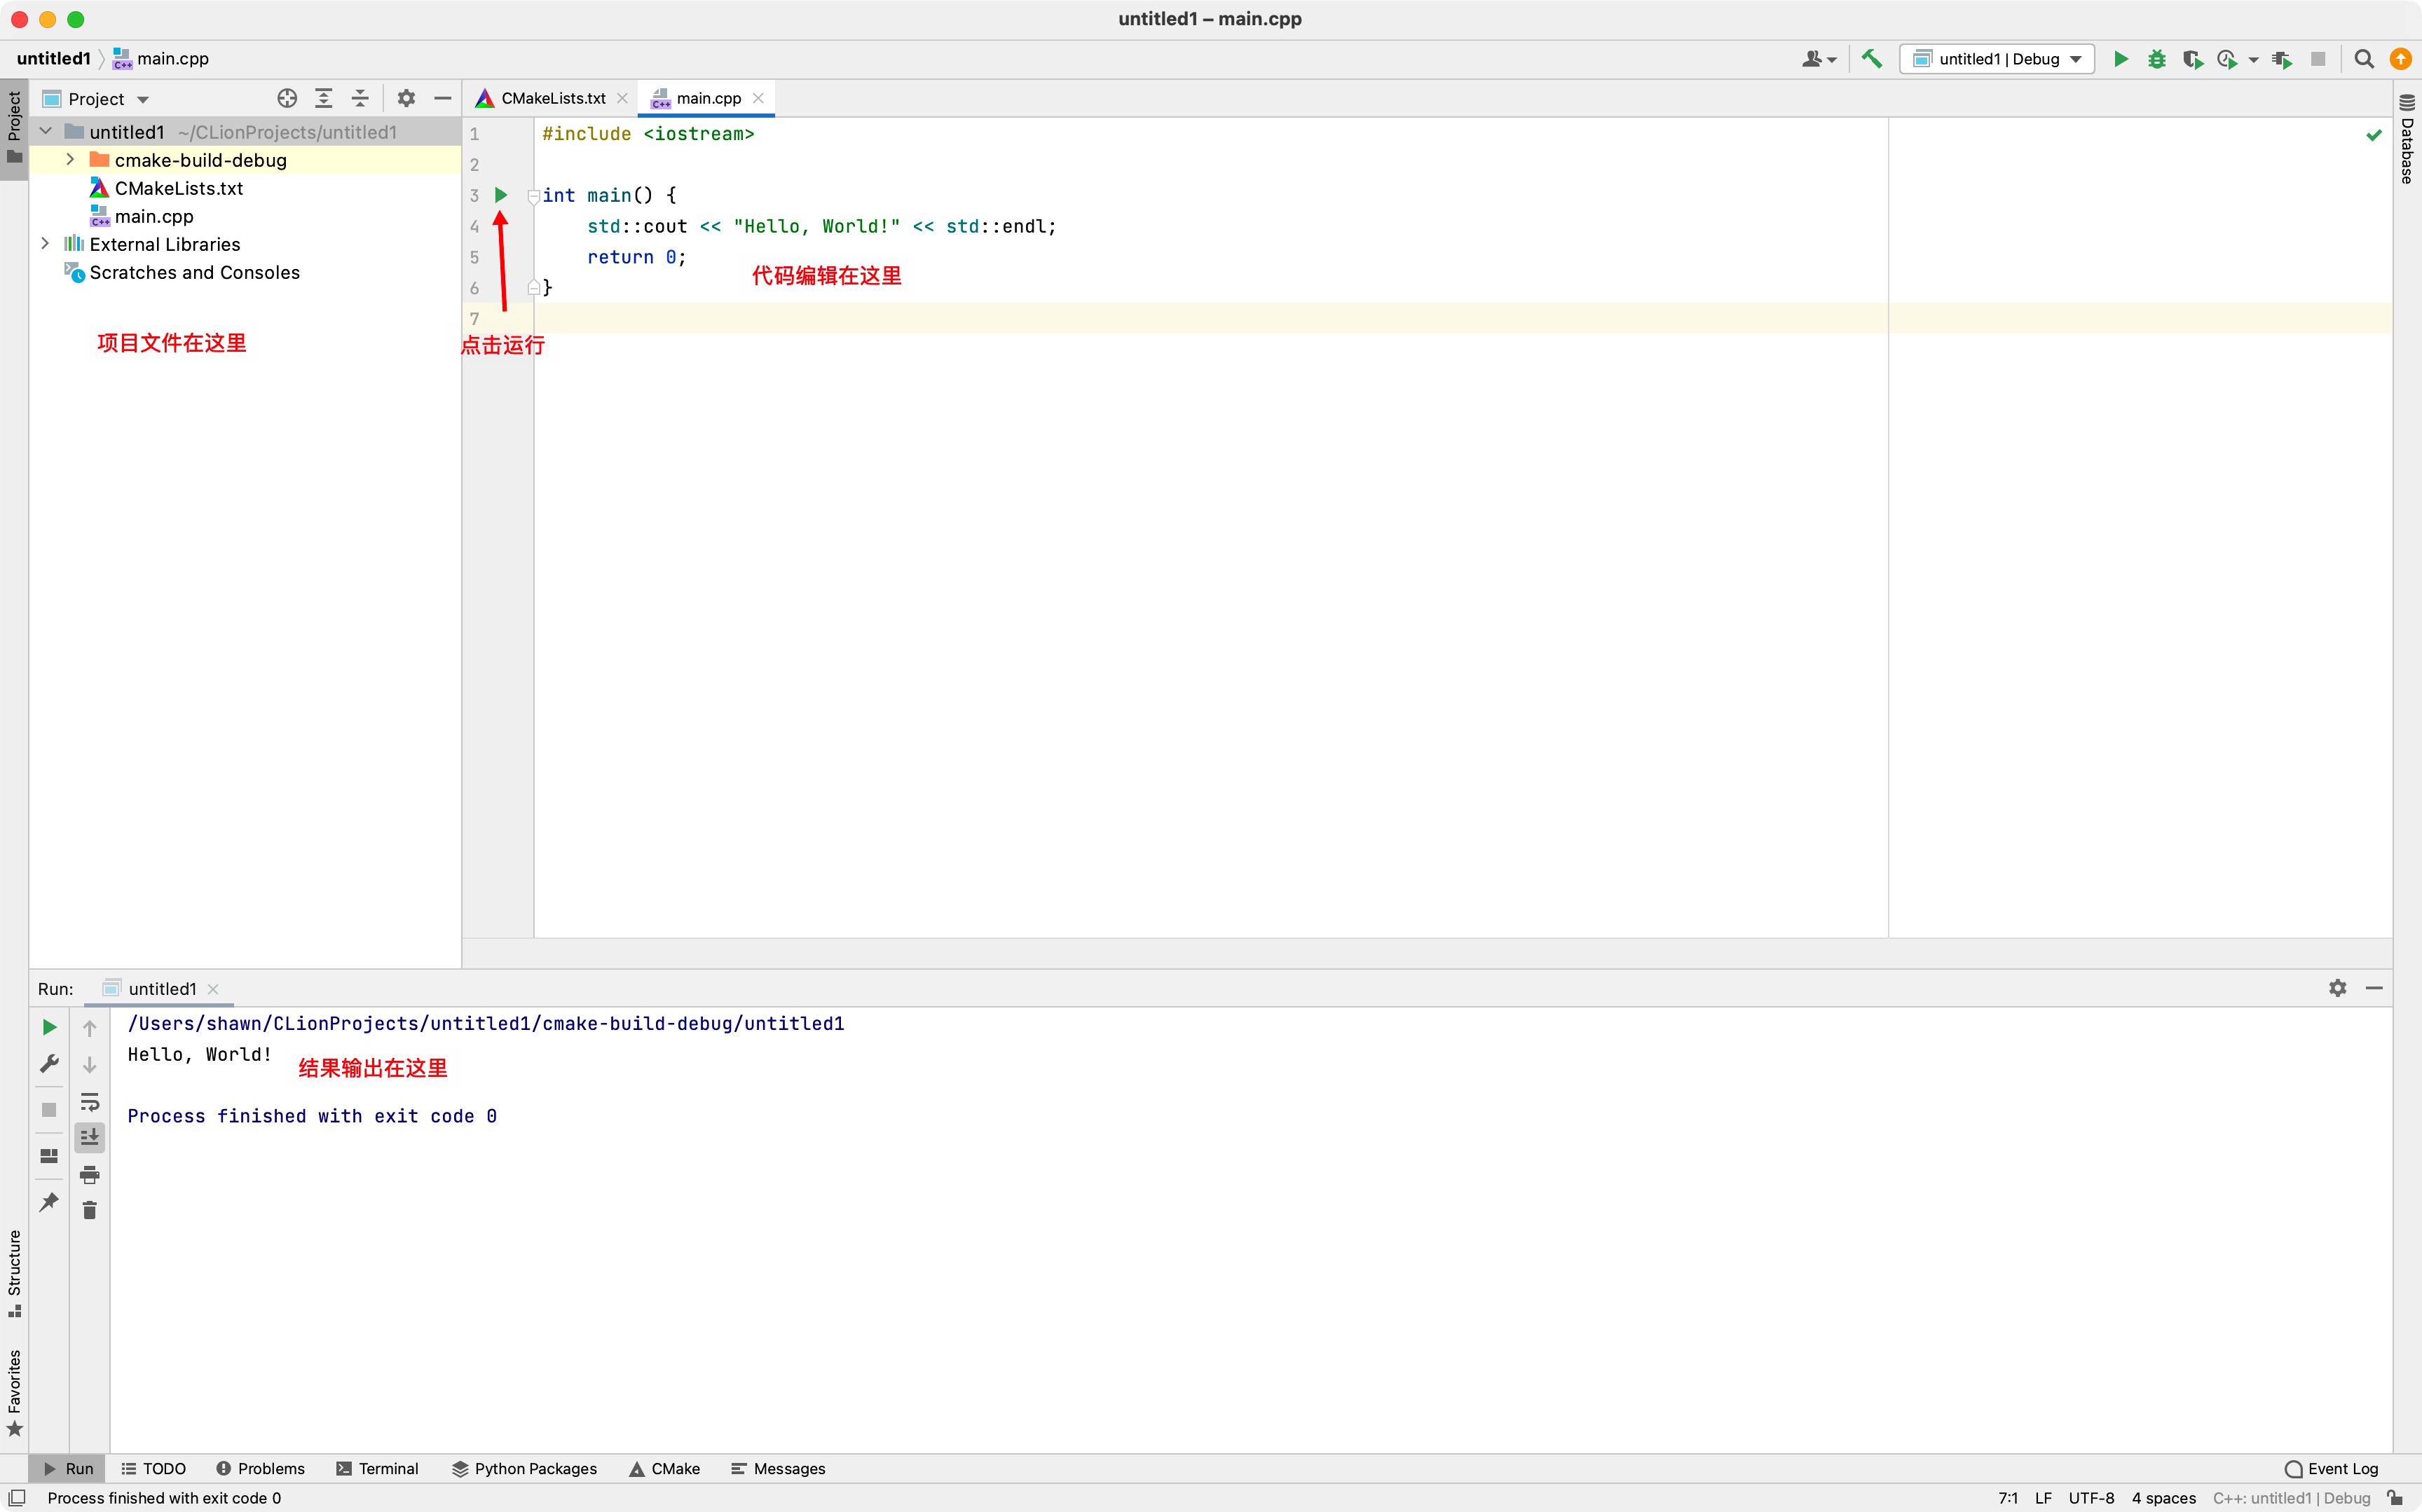 untitled1 – main.cpp
untitled1 main.cpp
untitled1 | Debug
Project
Project
CMakeLists.txt
main.cpp
untitled1 ~/CLionProjects/untitled1
cmake-build-debug
CMakeLists.txt
main.cpp
External Libraries
Scratches and Consoles
项目文件在这里
1 #include <iostream>
2
3 int main() {
4 std::cout << "Hello, World!" << std::endl;
5 return 0;
6 }
7
代码编辑在这里
点击运行
Database
Run: untitled1
/Users/shawn/CLionProjects/untitled1/cmake-build-debug/untitled1
Hello, World!
结果输出在这里
Process finished with exit code 0
Structure
Favorites
Run TODO Problems Terminal Python Packages CMake Messages Event Log
Process finished with exit code 0 7:1 LF UTF-8 4 spaces C++: untitled1 | Debug